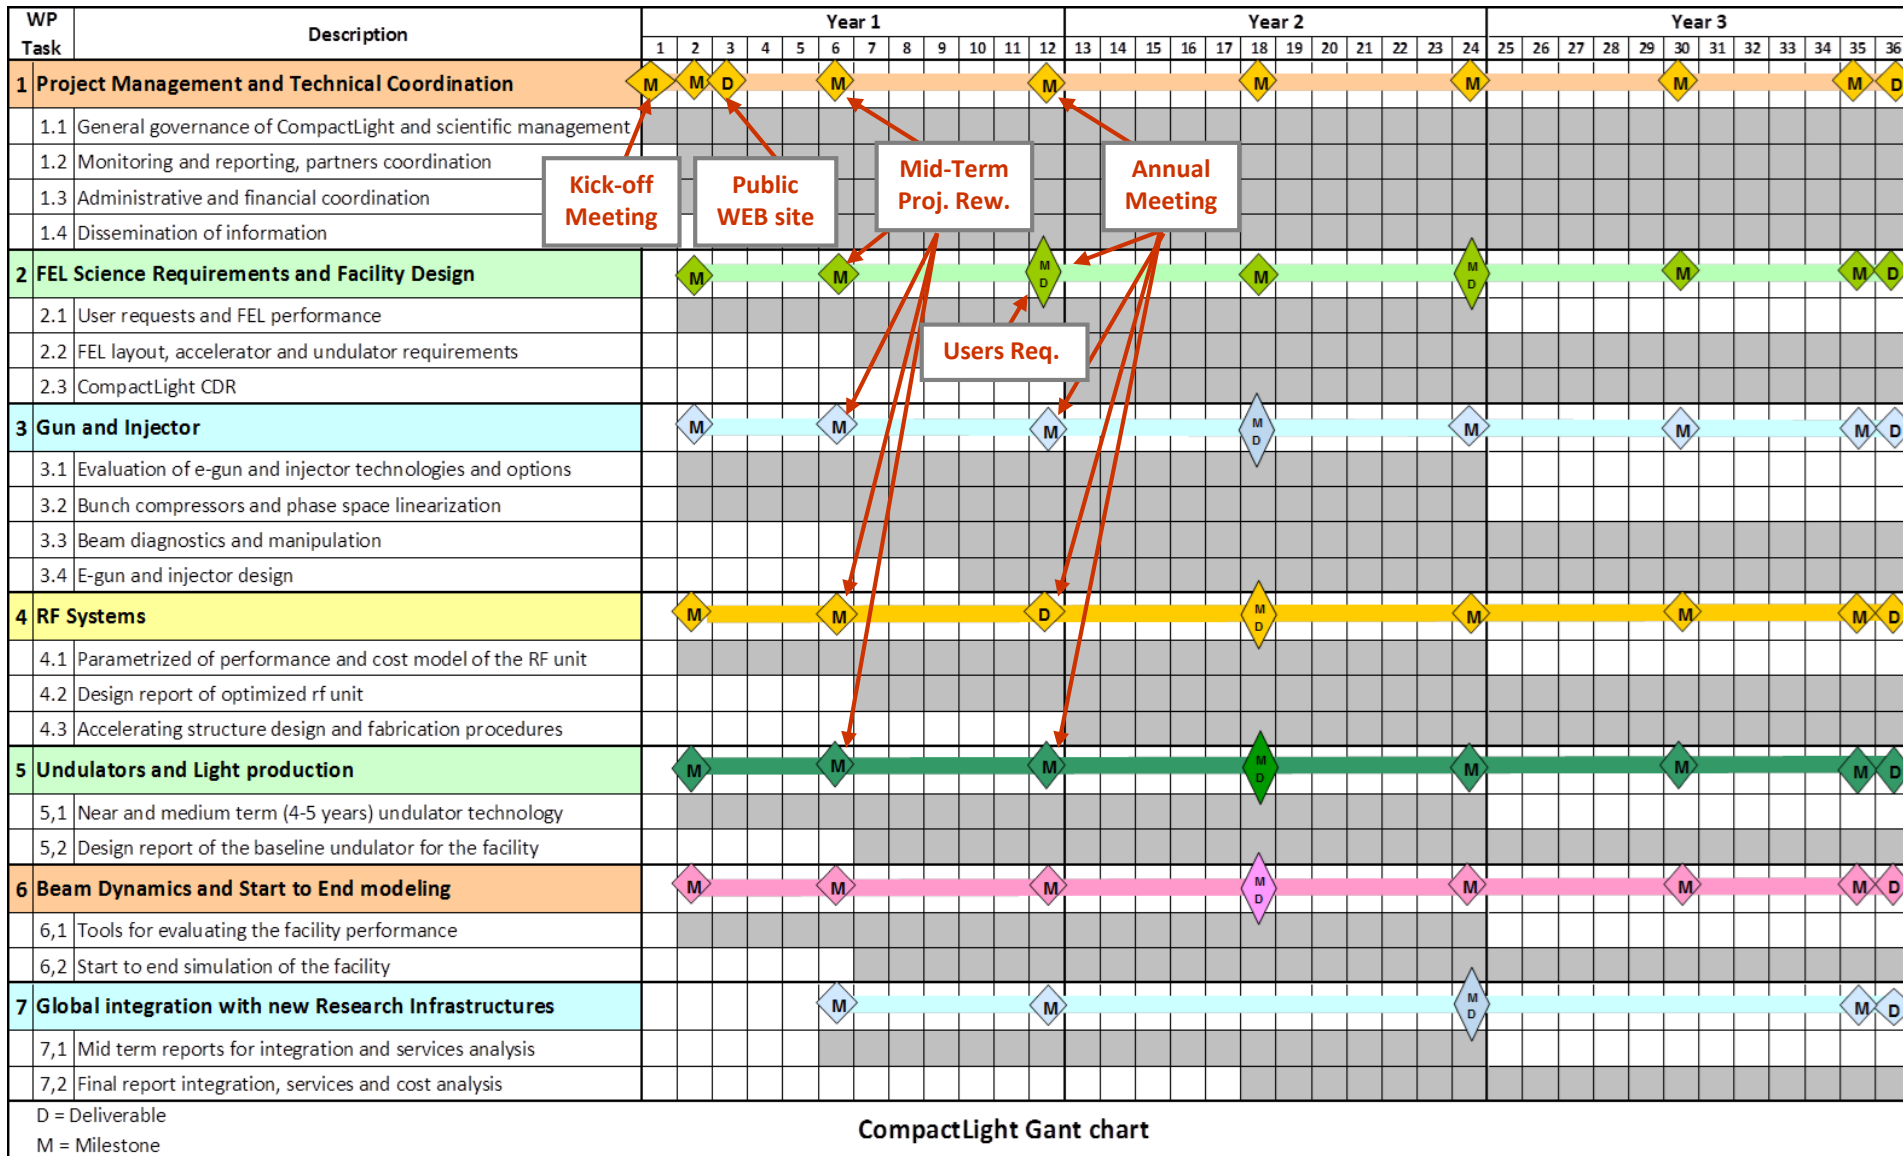 WP Task Description Year 1 Year 2 Year 3
1 2 3 4 5 6 7 8 9 10 11 12 13 14 15 16 17 18 19 20 21 22 23 24 25 26 27 28 29 30 31 32 33 34 35 36
1 Project Management and Technical Coordination M M D M M M M M M D
1.1 General governance of CompactLight and scientific management
1.2 Monitoring and reporting, partners coordination
1.3 Administrative and financial coordination
1.4 Dissemination of information
Kick-off
Meeting
Public
WEB site
Mid-Term
Proj. Rew.
Annual
Meeting
2 FEL Science Requirements and Facility Design M M M D M M D M M D
2.1 User requests and FEL performance
2.2 FEL layout, accelerator and undulator requirements
Users Req.
2.3 CompactLight CDR
3 Gun and Injector M M M M D M M M D
3.1 Evaluation of e-gun and injector technologies and options
3.2 Bunch compressors and phase space linearization
3.3 Beam diagnostics and manipulation
3.4 E-gun and injector design
4 RF Systems M M D M D M M M D
4.1 Parametrized of performance and cost model of the RF unit
4.2 Design report of optimized rf unit
4.3 Accelerating structure design and fabrication procedures
5 Undulators and Light production M M M M D M M M D
5,1 Near and medium term (4-5 years) undulator technology
5,2 Design report of the baseline undulator for the facility
6 Beam Dynamics and Start to End modeling M M M M D M M M D
6,1 Tools for evaluating the facility performance
6,2 Start to end simulation of the facility
7 Global integration with new Research Infrastructures M M M D M D
7,1 Mid term reports for integration and services analysis
7,2 Final report integration, services and cost analysis
D = Deliverable
M = Milestone
CompactLight Gant chart